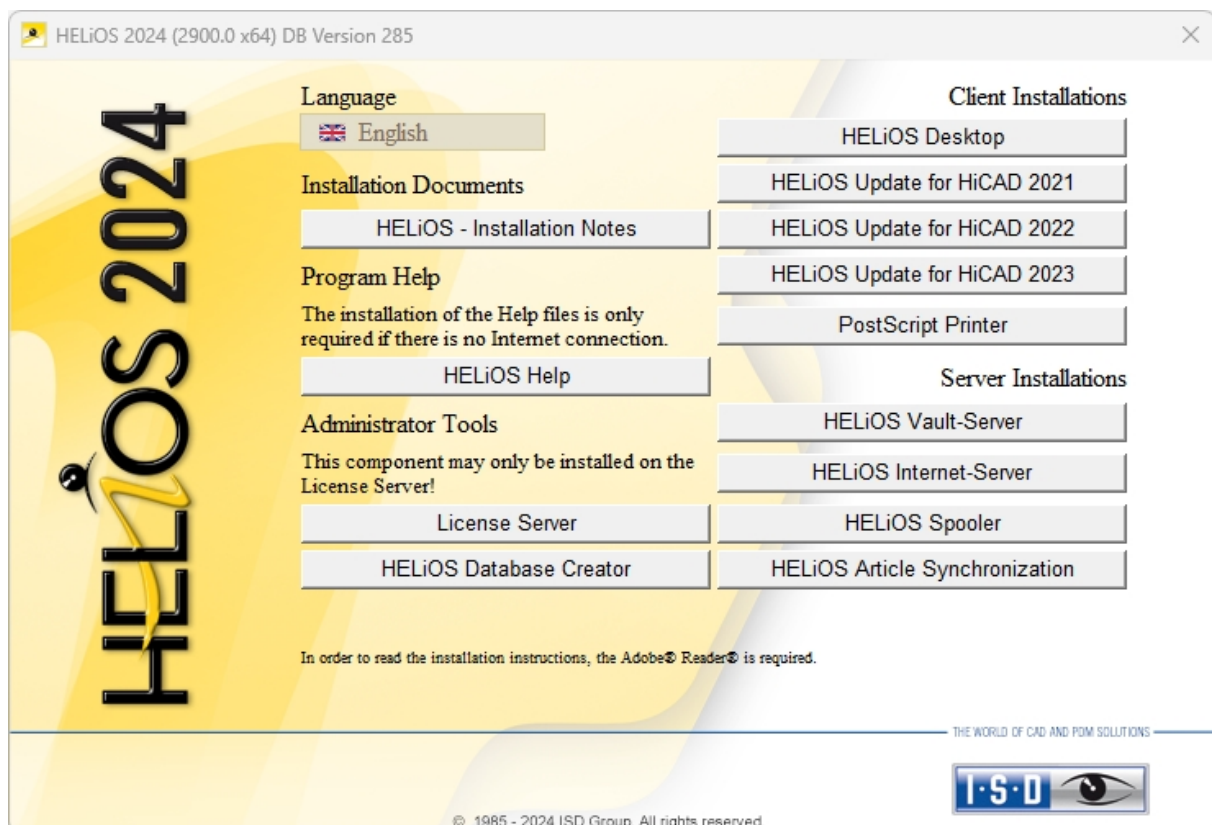 HELiOS 2024 (2900.0 x64) DB Version 285
HELiOS 2024
Language
English
Installation Documents
HELiOS - Installation Notes
Program Help
The installation of the Help files is only
required if there is no Internet connection.
HELiOS Help
Administrator Tools
This component may only be installed on the
License Server!
License Server
HELiOS Database Creator
Client Installations
HELiOS Desktop
HELiOS Update for HiCAD 2021
HELiOS Update for HiCAD 2022
HELiOS Update for HiCAD 2023
PostScript Printer
Server Installations
HELiOS Vault-Server
HELiOS Internet-Server
HELiOS Spooler
HELiOS Article Synchronization
In order to read the installation instructions, the Adobe® Reader® is required.
THE WORLD OF CAD AND PDM SOLUTIONS
I·S·D
© 1985 - 2024 ISD Group. All rights reserved